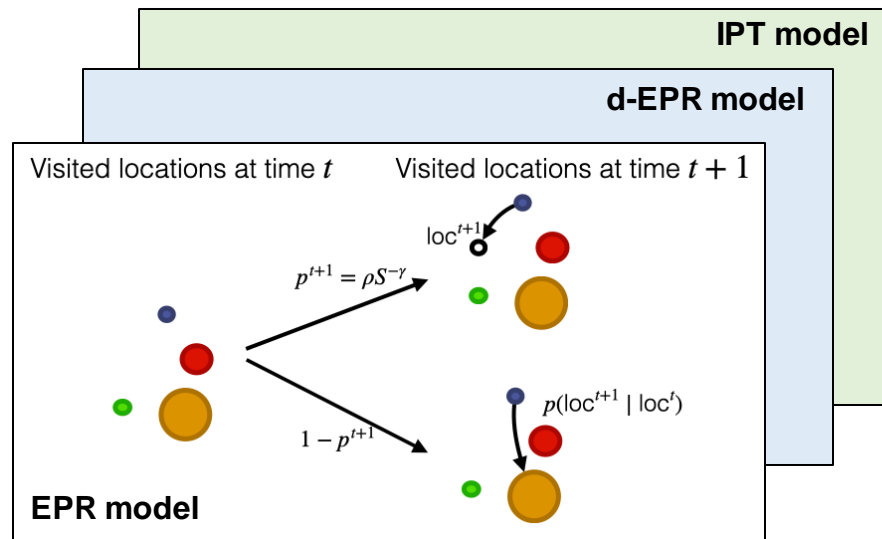 IPT model
d-EPR model
Visited locations at time t
Visited locations at time t + 1
loc^{t+1}
p^{t+1} = ρS^{-γ}
p(loc^{t+1} | loc^t)
1 − p^{t+1}
EPR model